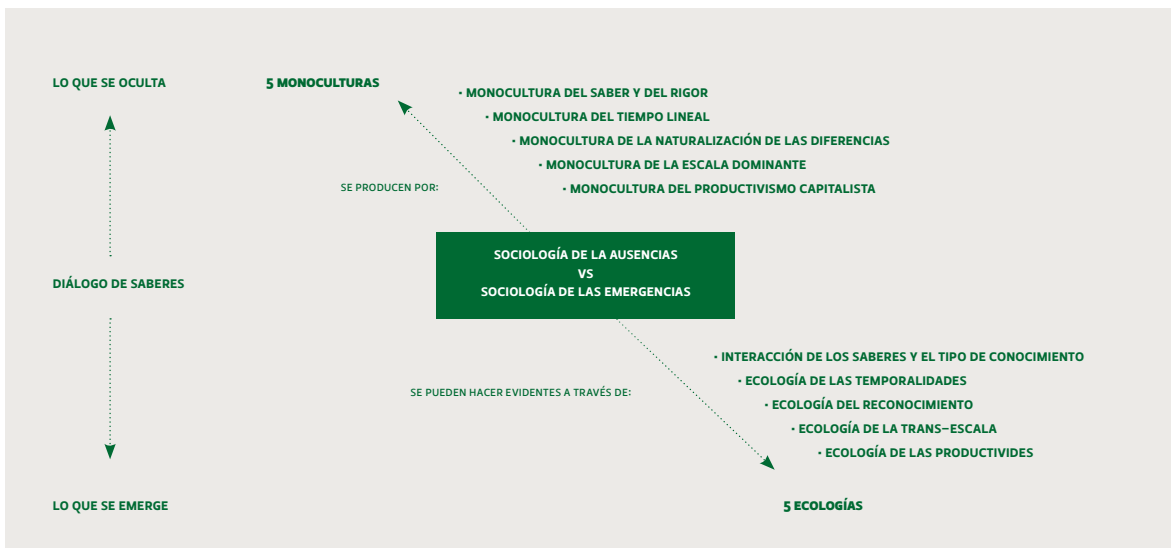 LO QUE SE OCULTA
5 MONOCULTURAS
• MONOCULTURA DEL SABER Y DEL RIGOR
• MONOCULTURA DEL TIEMPO LINEAL
• MONOCULTURA DE LA NATURALIZACIÓN DE LAS DIFERENCIAS
• MONOCULTURA DE LA ESCALA DOMINANTE
SE PRODUCEN POR:
• MONOCULTURA DEL PRODUCTIVISMO CAPITALISTA
SOCIOLOGÍA DE LA AUSENCIAS
VS
SOCIOLOGÍA DE LAS EMERGENCIAS
DIÁLOGO DE SABERES
• INTERACCIÓN DE LOS SABERES Y EL TIPO DE CONOCIMIENTO
• ECOLOGÍA DE LAS TEMPORALIDADES
SE PUEDEN HACER EVIDENTES A TRAVÉS DE:
• ECOLOGÍA DEL RECONOCIMIENTO
• ECOLOGÍA DE LA TRANS–ESCALA
• ECOLOGÍA DE LAS PRODUCTIVIDES
LO QUE SE EMERGE
5 ECOLOGÍAS